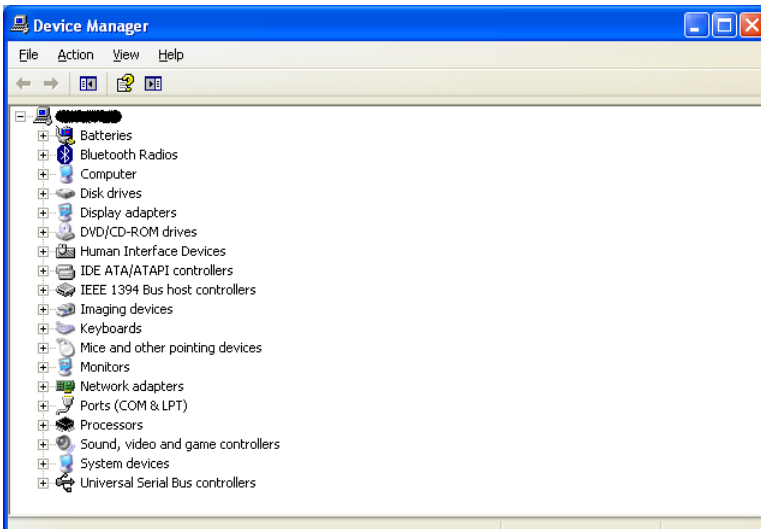 Device Manager
File Action View Help
Batteries
Bluetooth Radios
Computer
Disk drives
Display adapters
DVD/CD-ROM drives
Human Interface Devices
IDE ATA/ATAPI controllers
IEEE 1394 Bus host controllers
Imaging devices
Keyboards
Mice and other pointing devices
Monitors
Network adapters
Ports (COM & LPT)
Processors
Sound, video and game controllers
System devices
Universal Serial Bus controllers